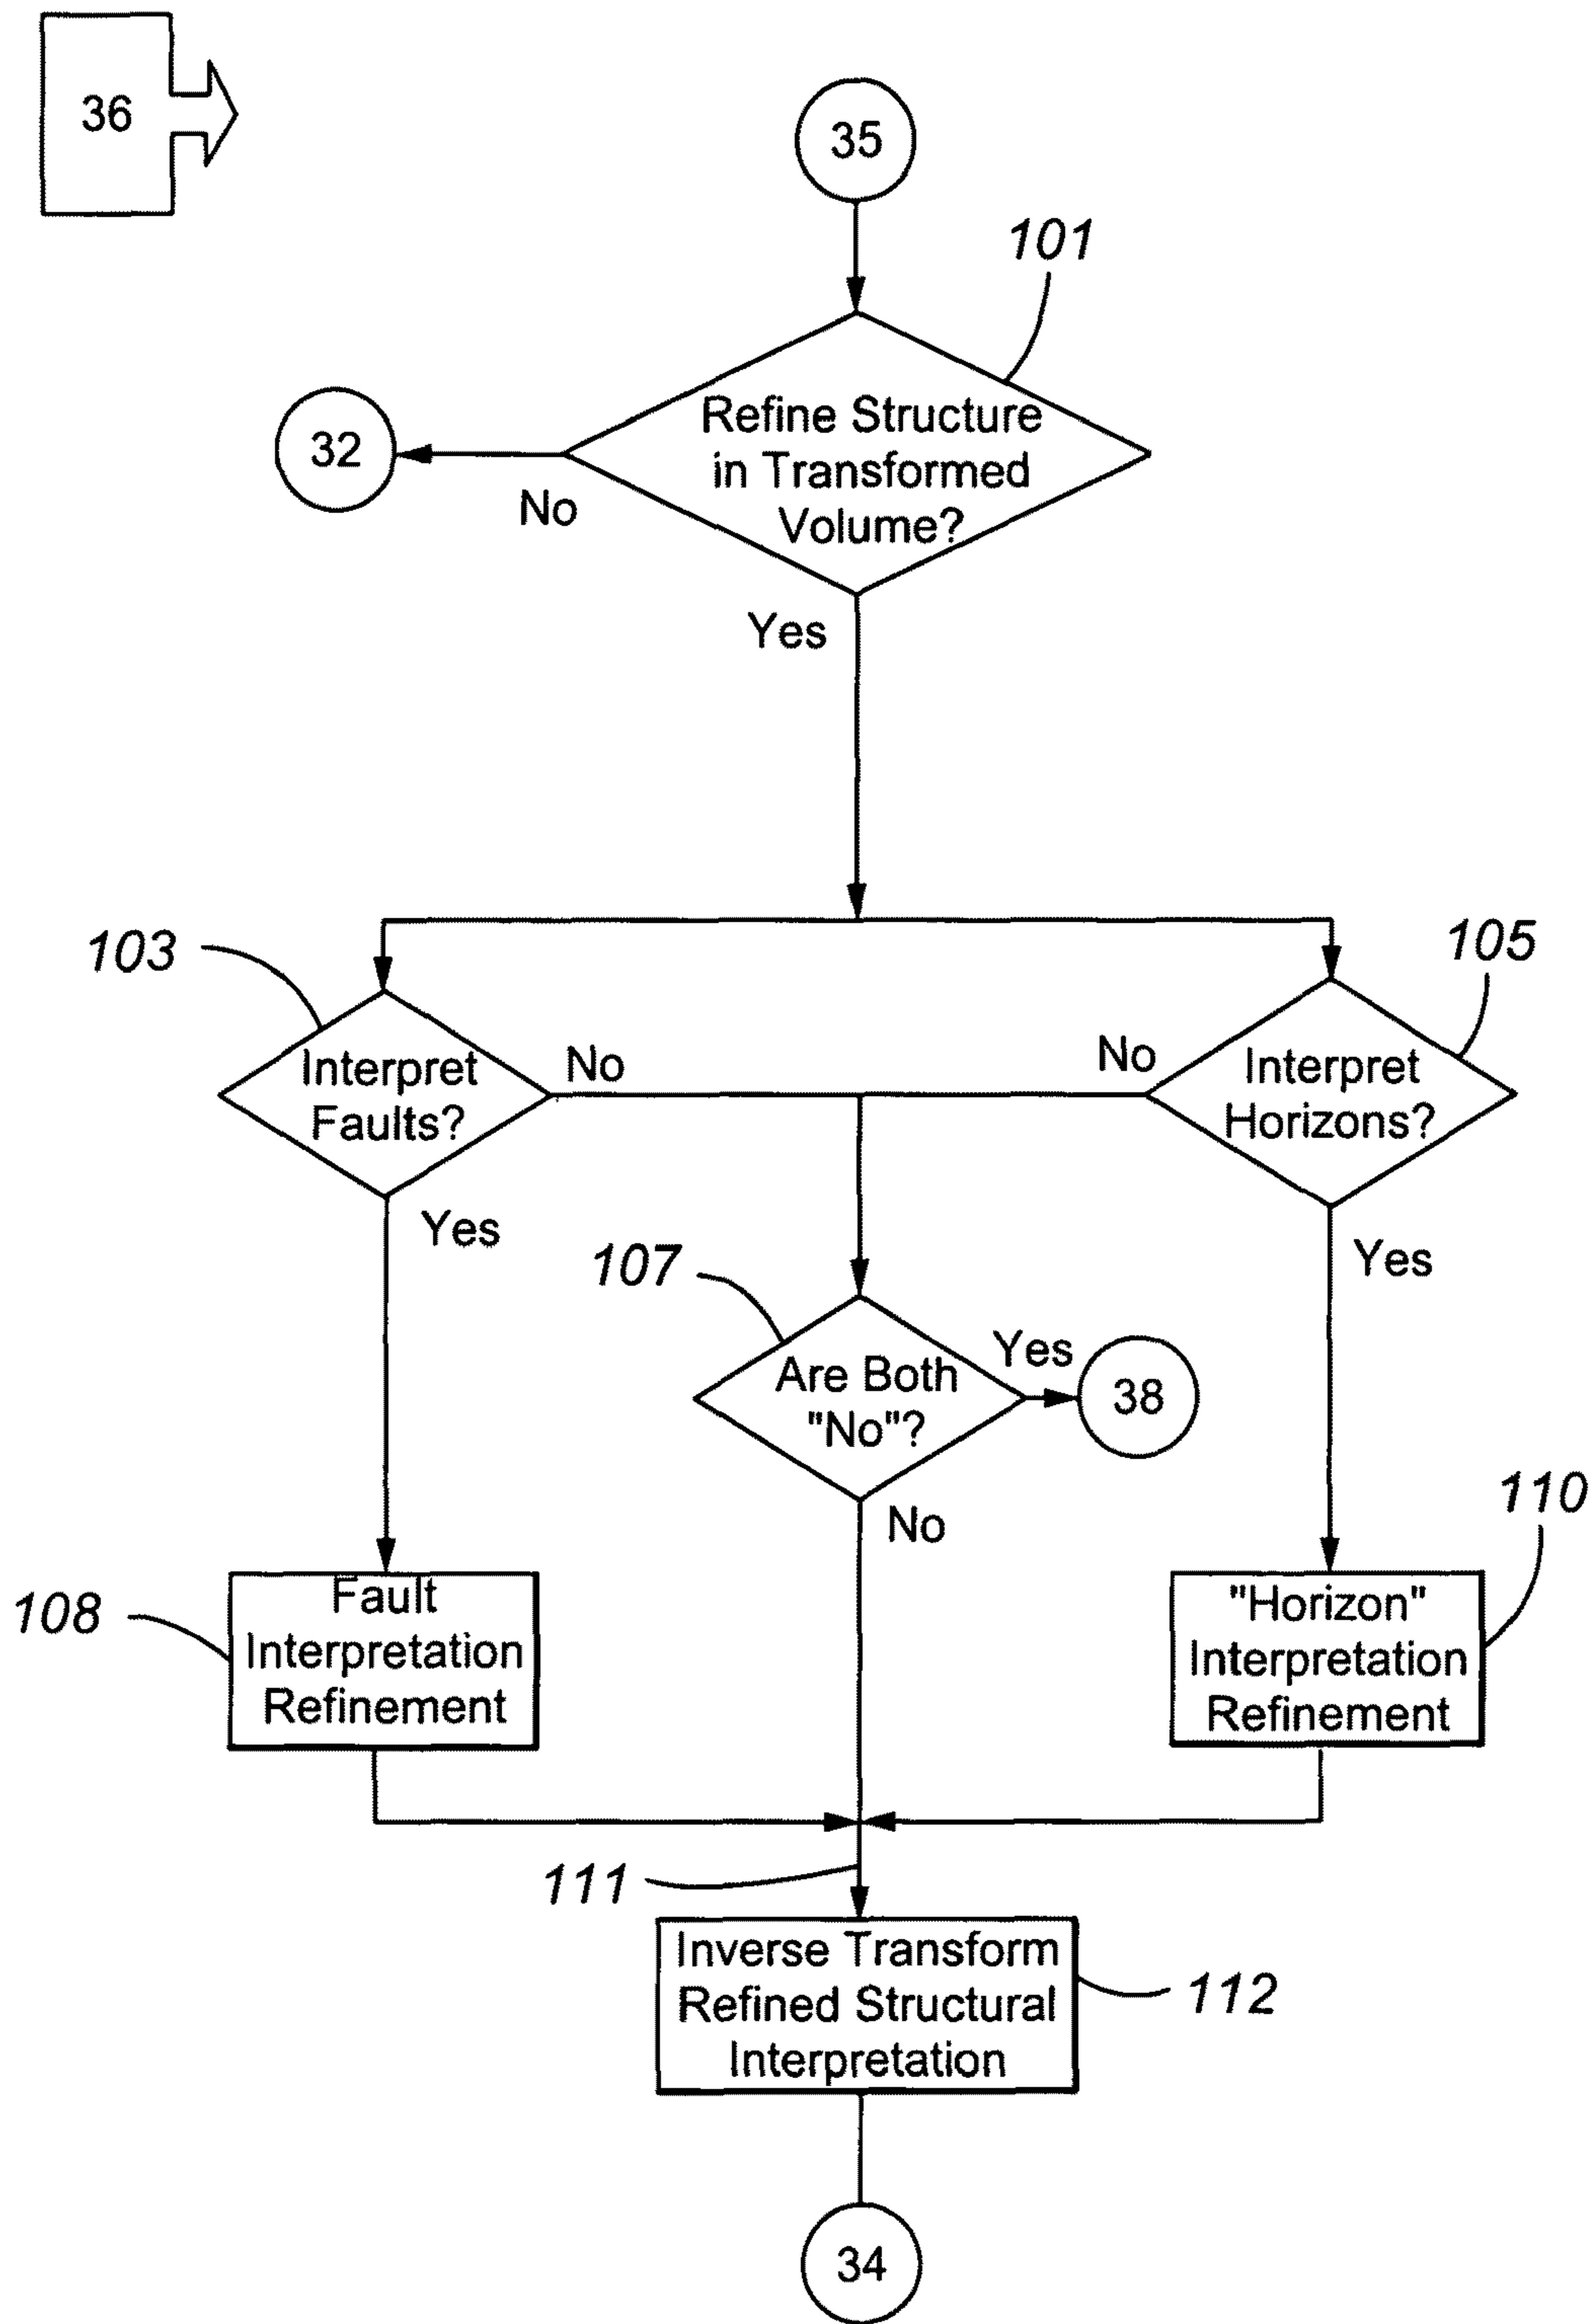 36
35
101
Refine Structure
in Transformed
Volume?
32
No
Yes
103
105
Interpret
Faults?
No
No
Interpret
Horizons?
Yes
Yes
107
Are Both
"No"?
Yes
38
No
108
Fault
Interpretation
Refinement
110
"Horizon"
Interpretation
Refinement
111
Inverse Transform
Refined Structural
Interpretation
112
34